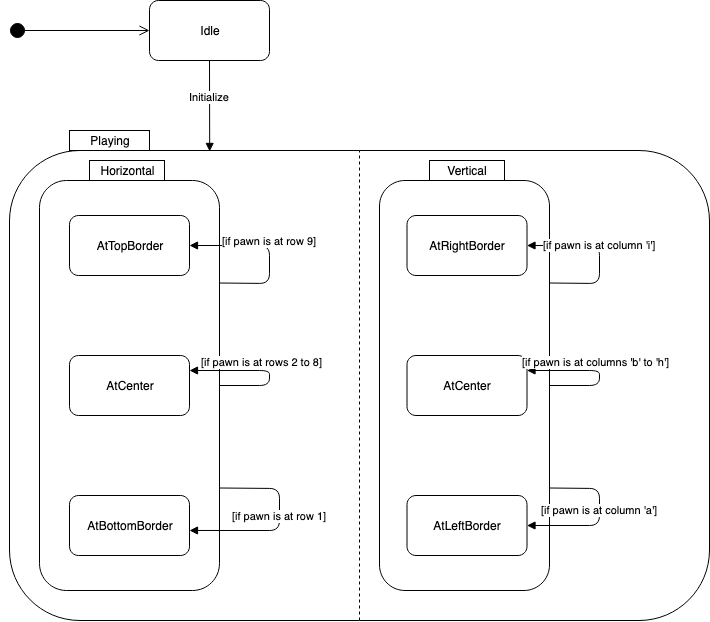 Idle
Initialize
Playing
Horizontal
Vertical
AtTopBorder
[if pawn is at row 9]
AtRightBorder
[if pawn is at column 'i']
AtCenter
[if pawn is at rows 2 to 8]
AtCenter
[if pawn is at columns 'b' to 'h']
AtBottomBorder
[if pawn is at row 1]
AtLeftBorder
[if pawn is at column 'a']